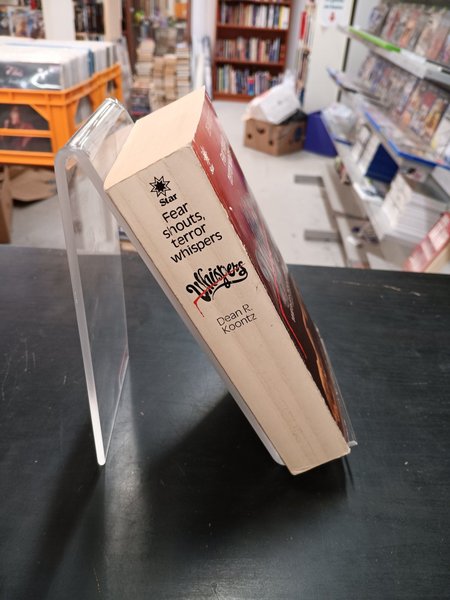 Star
Fear
shouts,
terror
whispers
Whispers
Dean R.
Koontz